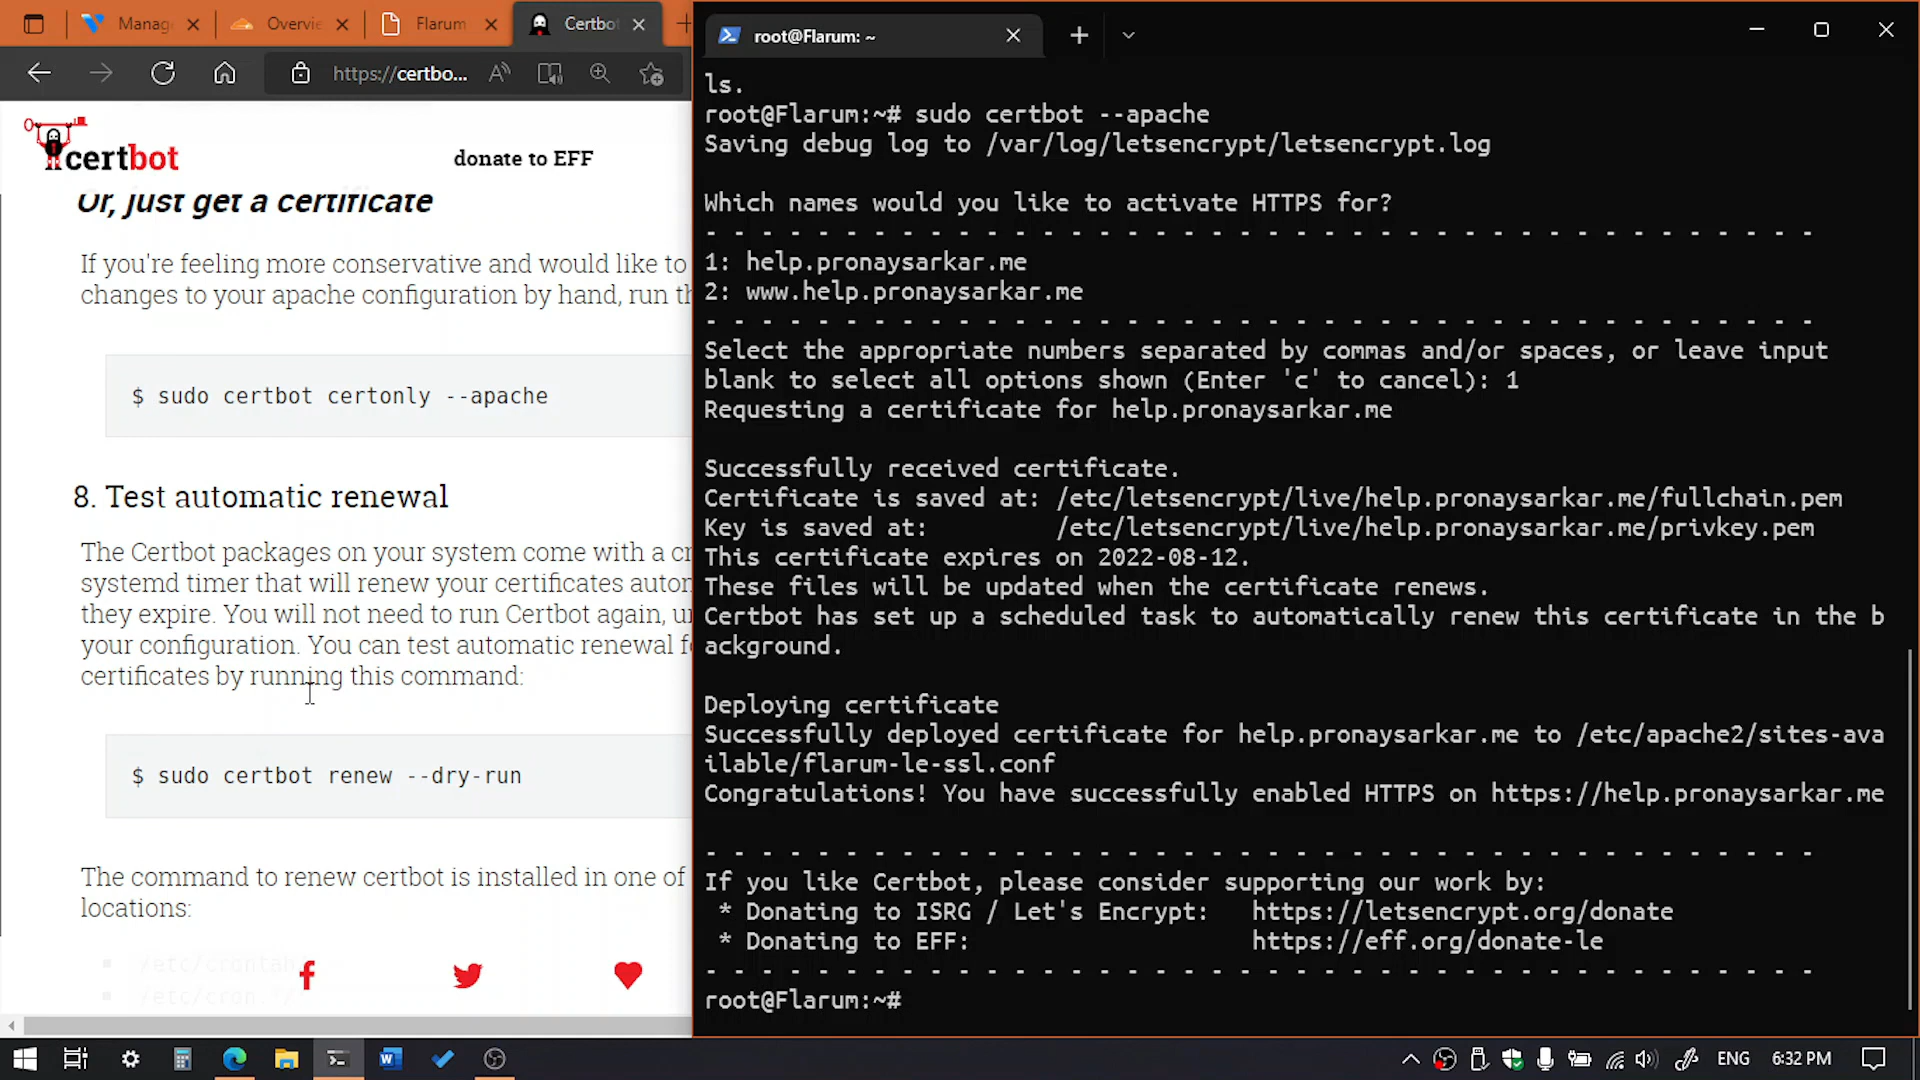 Manag
Overvie
Flarum
Certbo
https://certbo...
certbot
donate to EFF
Or, just get a certificate
If you're feeling more conservative and would like to
changes to your apache configuration by hand, run th
$ sudo certbot certonly --apache
8. Test automatic renewal
The Certbot packages on your system come with a cr
systemd timer that will renew your certificates auton
they expire. You will not need to run Certbot again, un
your configuration. You can test automatic renewal fo
certificates by running this command:
$ sudo certbot renew --dry-run
The command to renew certbot is installed in one of
locations:
/etc/crontab
/etc/cron.*/
root@Flarum: ~
ls.
root@Flarum:~# sudo certbot --apache
Saving debug log to /var/log/letsencrypt/letsencrypt.log
Which names would you like to activate HTTPS for?
- - - - - - - - - - - - - - - - - - - - - - - - - - - - - - - - - - - - - - - -
1: help.pronaysarkar.me
2: www.help.pronaysarkar.me
- - - - - - - - - - - - - - - - - - - - - - - - - - - - - - - - - - - - - - - -
Select the appropriate numbers separated by commas and/or spaces, or leave input
blank to select all options shown (Enter 'c' to cancel): 1
Requesting a certificate for help.pronaysarkar.me
Successfully received certificate.
Certificate is saved at: /etc/letsencrypt/live/help.pronaysarkar.me/fullchain.pem
Key is saved at: /etc/letsencrypt/live/help.pronaysarkar.me/privkey.pem
This certificate expires on 2022-08-12.
These files will be updated when the certificate renews.
Certbot has set up a scheduled task to automatically renew this certificate in the b
ackground.
Deploying certificate
Successfully deployed certificate for help.pronaysarkar.me to /etc/apache2/sites-ava
ilable/flarum-le-ssl.conf
Congratulations! You have successfully enabled HTTPS on https://help.pronaysarkar.me
- - - - - - - - - - - - - - - - - - - - - - - - - - - - - - - - - - - - - - - -
If you like Certbot, please consider supporting our work by:
* Donating to ISRG / Let's Encrypt: https://letsencrypt.org/donate
* Donating to EFF: https://eff.org/donate-le
- - - - - - - - - - - - - - - - - - - - - - - - - - - - - - - - - - - - - - - -
root@Flarum:~#
ENG
6:32 PM